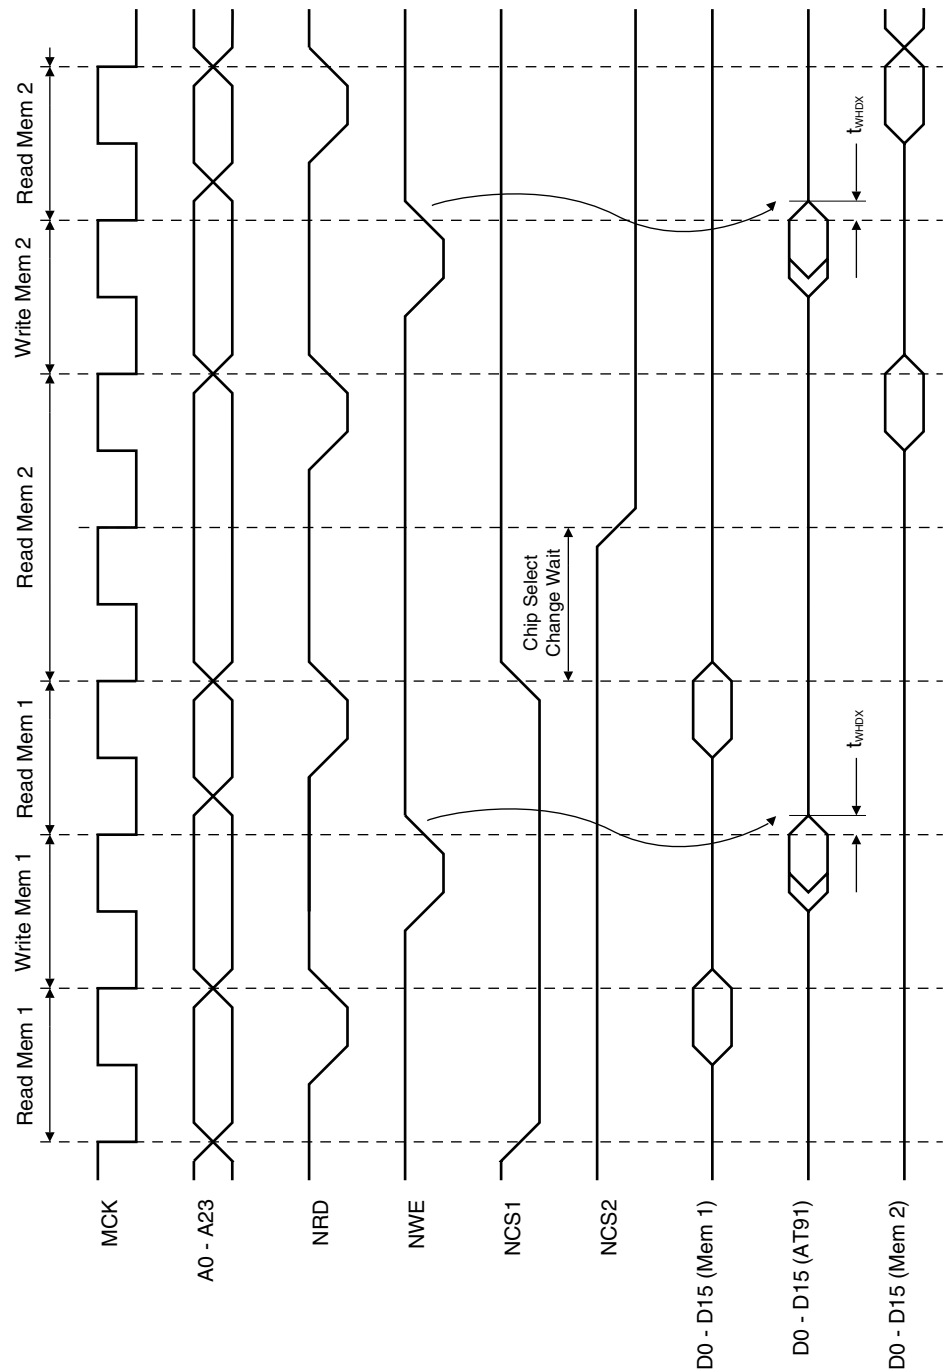 Read Mem 1
Write Mem 1
Read Mem 1
Read Mem 2
Write Mem 2
Read Mem 2
MCK
A0 - A23
NRD
NWE
NCS1
Chip Select
Change Wait
NCS2
D0 - D15 (Mem 1)
D0 - D15 (AT91)
tWHDX
tWHDX
D0 - D15 (Mem 2)